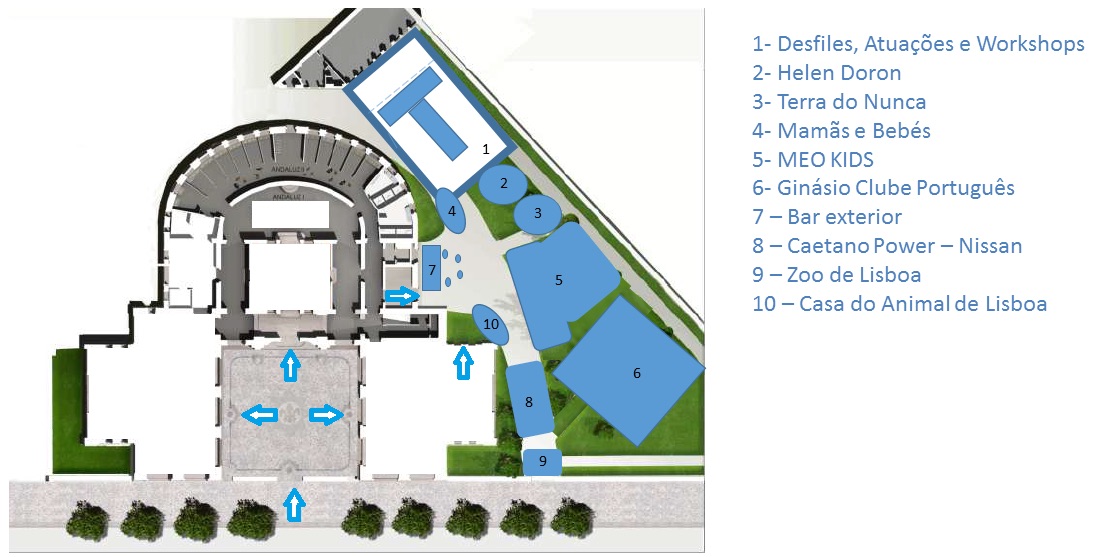 1- Desfiles, Atuações e Workshops
2- Helen Doron
3- Terra do Nunca
4- Mamãs e Bebés
5- MEO KIDS
6- Ginásio Clube Português
7 – Bar exterior
8 – Caetano Power – Nissan
9 – Zoo de Lisboa
10 – Casa do Animal de Lisboa
1
2
3
4
5
6
7
8
9
10
ANDALUZ I